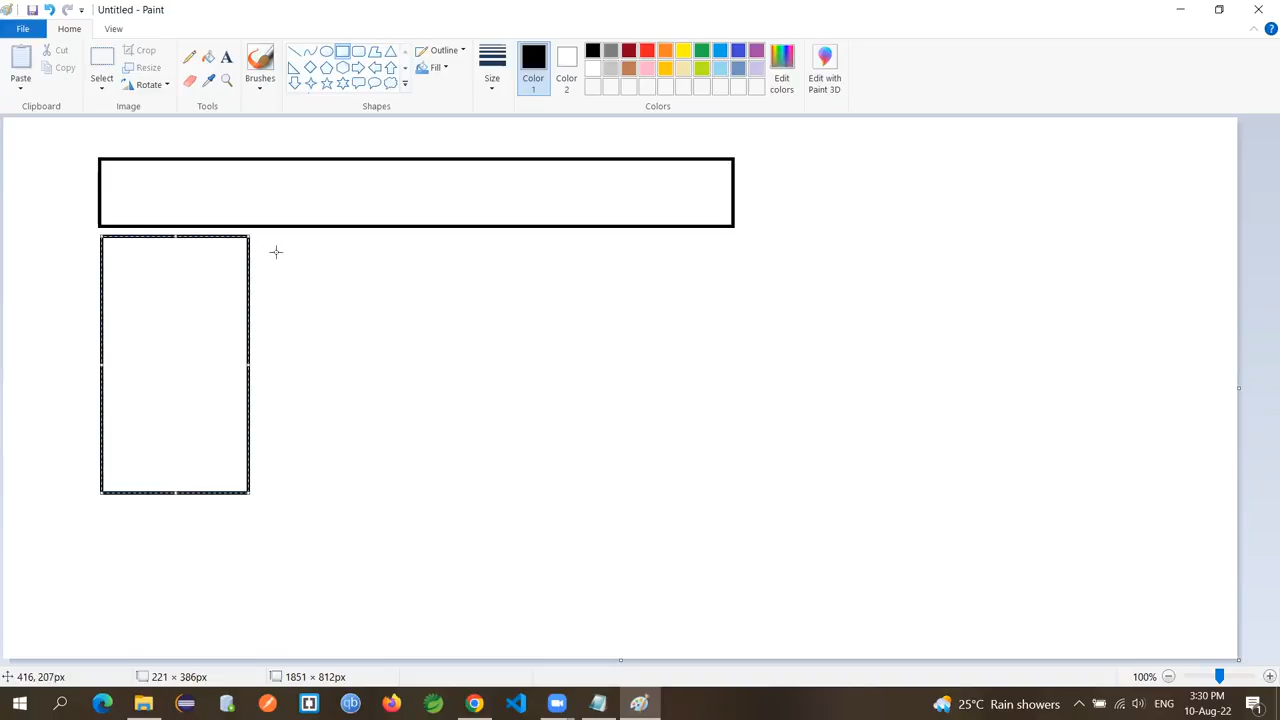 Untitled - Paint
File Home View
Paste
Cut
Copy
Clipboard
Select
Crop
Resize
Rotate
Image
Tools
Brushes
Outline
Fill
Shapes
Size
Color 1
Color 2
Edit colors
Colors
Edit with Paint 3D
416, 207px
221 × 386px
1851 × 812px
100%
25°C Rain showers
ENG
3:30 PM
10-Aug-22